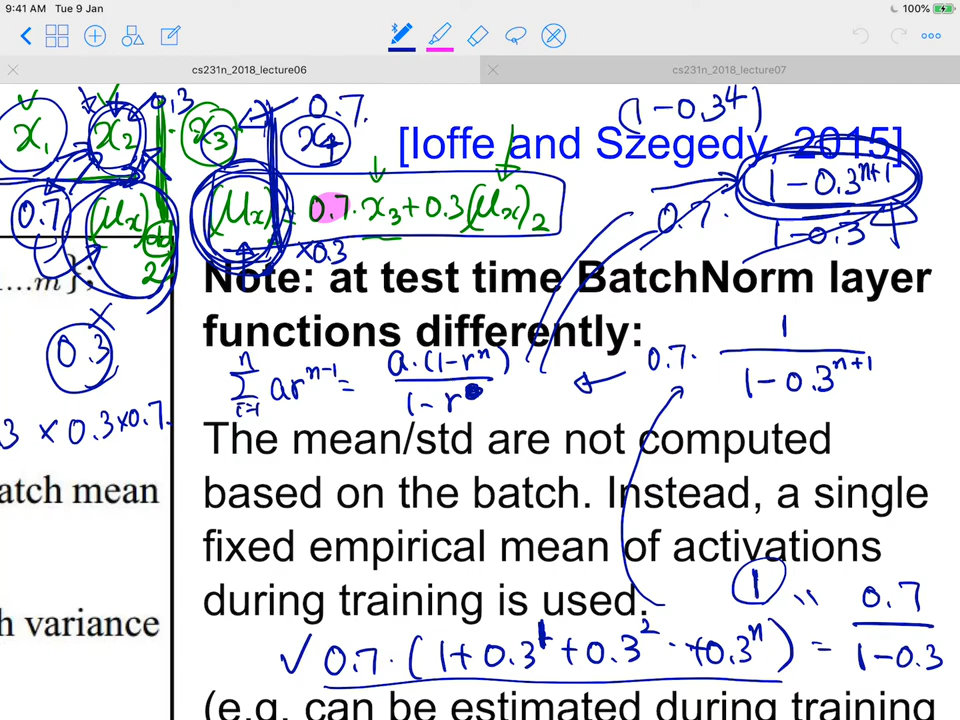 9:41 AM Tue 9 Jan
100%
cs231n_2018_lecture06
cs231n_2018_lecture07
x₁ x₂ 0.3 x₃ 0.7. x₄
(1-0.3⁴)
[Ioffe and Szegedy, 2015]
1-0.3ⁿ⁺¹
0.7 (μx) 2
(μx) = 0.7·x₃+0.3(μx)₂
0.7.
1-0.3
×0.3
...m};
Note: at test time BatchNorm layer
functions differently:
0.3
×
n Σ i=1 arⁿ⁻¹ = a·(1-rⁿ) / 1-r
0.7· 1 / 1-0.3ⁿ⁺¹
3 ×0.3×0.7.
The mean/std are not computed
based on the batch. Instead, a single
atch mean
fixed empirical mean of activations
during training is used.
1
0.7 / 1-0.3
h variance
✓ 0.7·(1+0.3¹+0.3²··+0.3ⁿ) =
(e.g. can be estimated during training